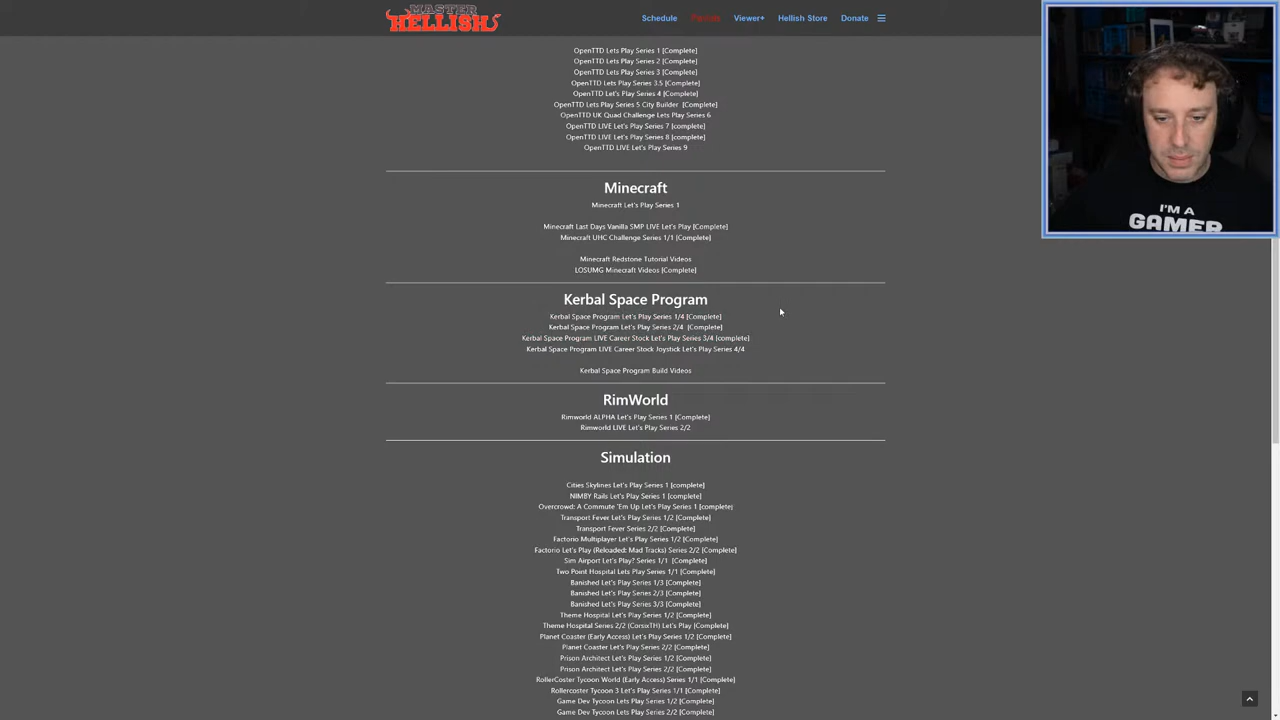 MASTER
HELLISH
Schedule
Viewer+
Hellish Store
Donate
OpenTTD Lets Play Series 1 [Complete]
OpenTTD Lets Play Series 2 [Complete]
OpenTTD Lets Play Series 3 [Complete]
OpenTTD Lets Play Series 3.5 [Complete]
OpenTTD Let's Play Series 4 [Complete]
OpenTTD Lets Play Series 5 City Builder [Complete]
OpenTTD UK Quad Challenge Lets Play Series 6
OpenTTD LIVE Let's Play Series 7 [complete]
OpenTTD LIVE Let's Play Series 8 [complete]
OpenTTD LIVE Let's Play Series 9
Minecraft
Minecraft Let's Play Series 1
Minecraft Last Days Vanilla SMP LIVE Let's Play [Complete]
Minecraft UHC Challenge Series 1/1 [Complete]
Minecraft Redstone Tutorial Videos
LOSUMG Minecraft Videos [Complete]
Kerbal Space Program
Kerbal Space Program Let's Play Series 1/4 [Complete]
Kerbal Space Program Let's Play Series 2/4 [Complete]
Kerbal Space Program LIVE Career Stock Let's Play Series 3/4 [complete]
Kerbal Space Program LIVE Career Stock Joystick Let's Play Series 4/4
Kerbal Space Program Build Videos
RimWorld
Rimworld ALPHA Let's Play Series 1 [Complete]
Rimworld LIVE Let's Play Series 2/2
Simulation
Cities Skylines Let's Play Series 1 [complete]
NIMBY Rails Let's Play Series 1 [complete]
Overcrowd: A Commute 'Em Up Let's Play Series 1 [complete]
Transport Fever Let's Play Series 1/2 [Complete]
Transport Fever Series 2/2 [Complete]
Factorio Multiplayer Let's Play Series 1/2 [Complete]
Factorio Let's Play (Reloaded: Mad Tracks) Series 2/2 [Complete]
Sim Airport Let's Play? Series 1/1 [Complete]
Two Point Hospital Lets Play Series 1/1 [Complete]
Banished Let's Play Series 1/3 [Complete]
Banished Let's Play Series 2/3 [Complete]
Banished Let's Play Series 3/3 [Complete]
Theme Hospital Let's Play Series 1/2 [Complete]
Theme Hospital Series 2/2 (CorsixTH) Let's Play [Complete]
Planet Coaster (Early Access) Let's Play Series 1/2 [Complete]
Planet Coaster Let's Play Series 2/2 [Complete]
Prison Architect Let's Play Series 1/2 [Complete]
Prison Architect Let's Play Series 2/2 [Complete]
RollerCoster Tycoon World (Early Access) Series 1/1 [Complete]
Rollercoster Tycoon 3 Let's Play Series 1/1 [Complete]
Game Dev Tycoon Lets Play Series 1/2 [Complete]
Game Dev Tycoon Lets Play Series 2/2 [Complete]
I'M A
GAMER